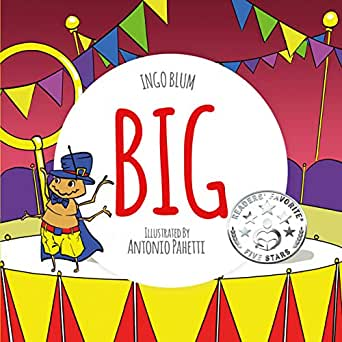 INGO BLUM
BIG
ILLUSTRATED BY
ANTONIO PAHETTI
READERS' FAVORITE
FIVE STARS